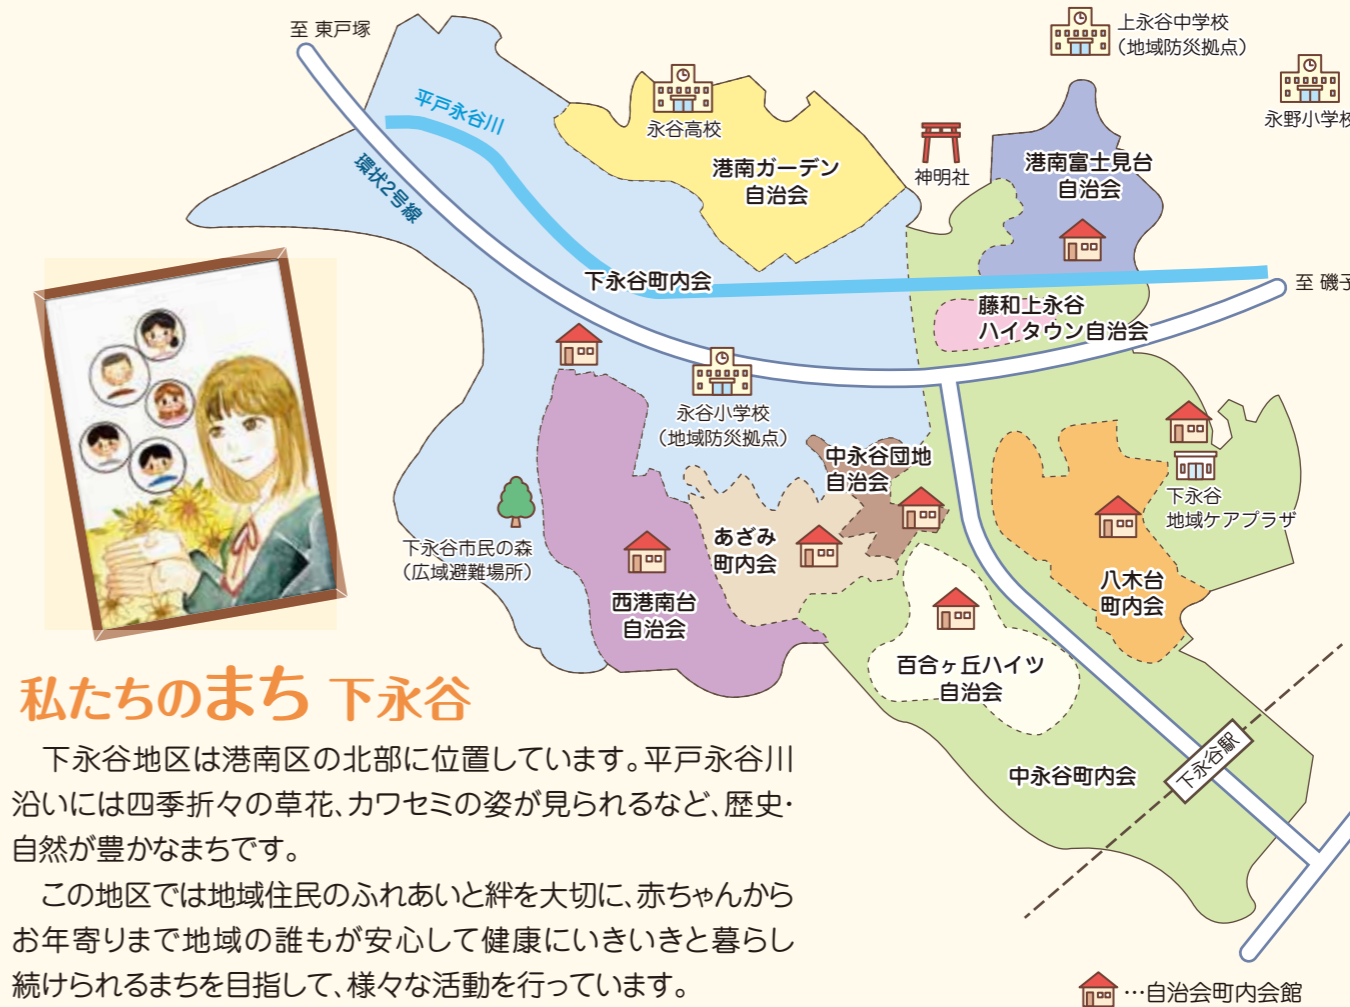 至 東戸塚
平戸永谷川
環状2号線
永谷高校
港南ガーデン
自治会
上永谷中学校
（地域防災拠点）
永野小学校
神明社
港南富士見台
自治会
下永谷町内会
至 磯子
藤和上永谷
ハイタウン自治会
永谷小学校
（地域防災拠点）
中永谷団地
自治会
下永谷
地域ケアプラザ
下永谷市民の森
（広域避難場所）
あざみ
町内会
西港南台
自治会
八木台
町内会
百合ヶ丘ハイツ
自治会
中永谷町内会
下永谷駅
私たちのまち 下永谷
下永谷地区は港南区の北部に位置しています。平戸永谷川
沿いには四季折々の草花、カワセミの姿が見られるなど、歴史・
自然が豊かなまちです。
この地区では地域住民のふれあいと絆を大切に、赤ちゃんから
お年寄りまで地域の誰もが安心して健康にいきいきと暮らし
続けられるまちを目指して、様々な活動を行っています。
…自治会町内会館